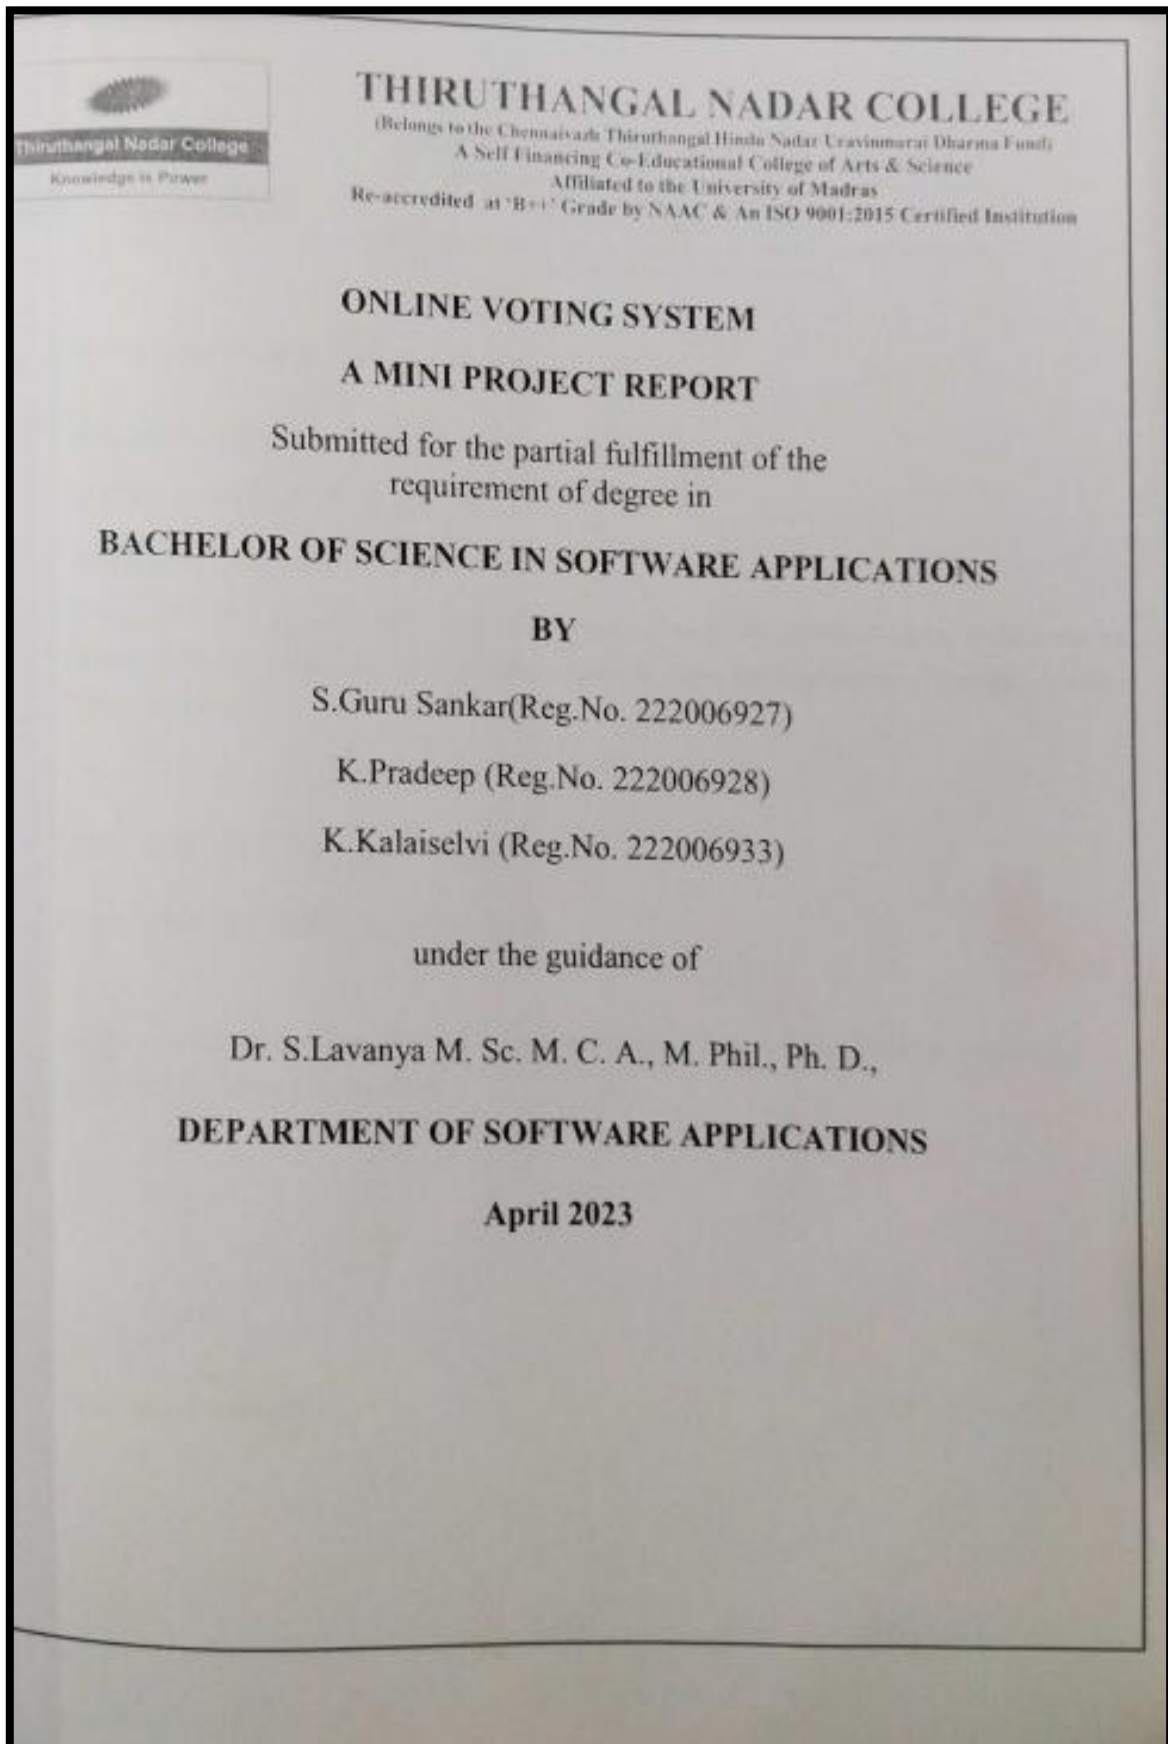 Thiruthangal Nadar College
Knowledge is Power
THIRUTHANGAL NADAR COLLEGE
(Belongs to the Chennaivazh Thiruthangal Hindu Nadar Uravinmurai Dharma Fund)
A Self Financing Co-Educational College of Arts & Science
Affiliated to the University of Madras
Re-accredited at 'B++' Grade by NAAC & An ISO 9001:2015 Certified Institution
ONLINE VOTING SYSTEM
A MINI PROJECT REPORT
Submitted for the partial fulfillment of the
requirement of degree in
BACHELOR OF SCIENCE IN SOFTWARE APPLICATIONS
BY
S.Guru Sankar(Reg.No. 222006927)
K.Pradeep (Reg.No. 222006928)
K.Kalaiselvi (Reg.No. 222006933)
under the guidance of
Dr. S.Lavanya M. Sc. M. C. A., M. Phil., Ph. D.,
DEPARTMENT OF SOFTWARE APPLICATIONS
April 2023